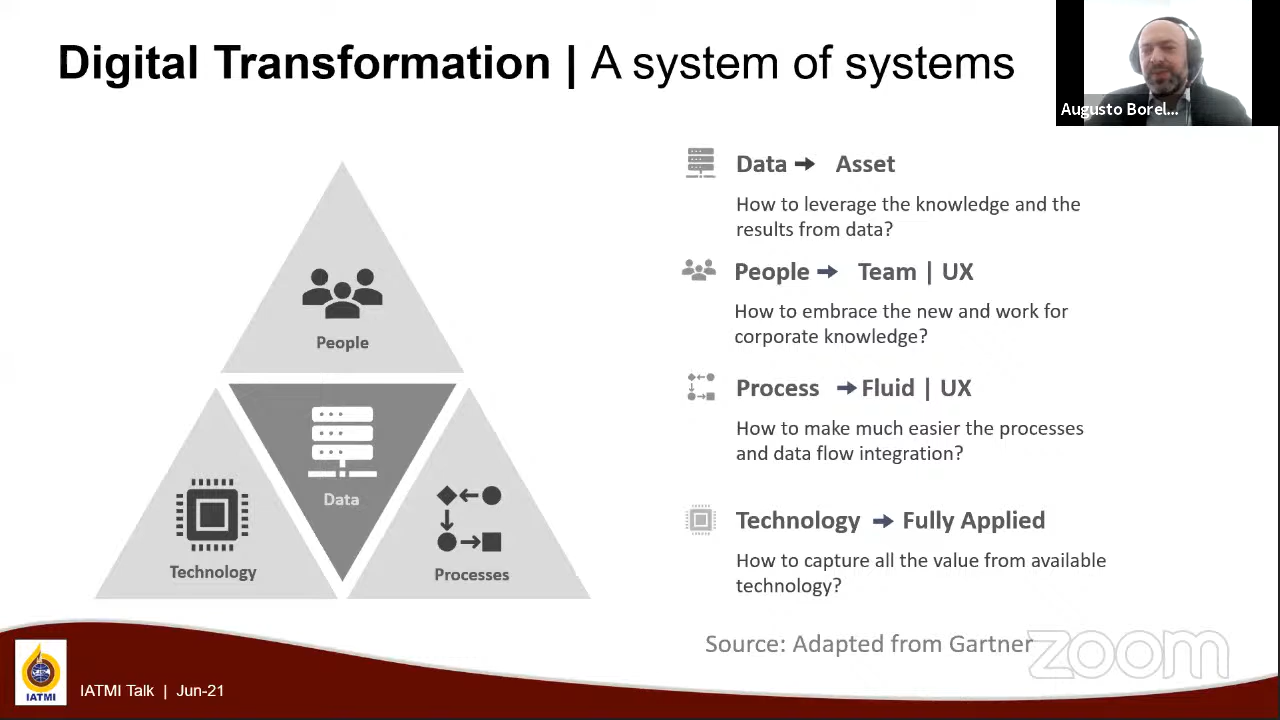 Digital Transformation | A system of systems
Augusto Borel...
Data → Asset
How to leverage the knowledge and the
results from data?
People → Team | UX
How to embrace the new and work for
corporate knowledge?
Process → Fluid | UX
How to make much easier the processes
and data flow integration?
Technology → Fully Applied
How to capture all the value from available
technology?
People
Data
Technology
Processes
Source: Adapted from Gartner
zoom
IATMI
IATMI Talk | Jun-21